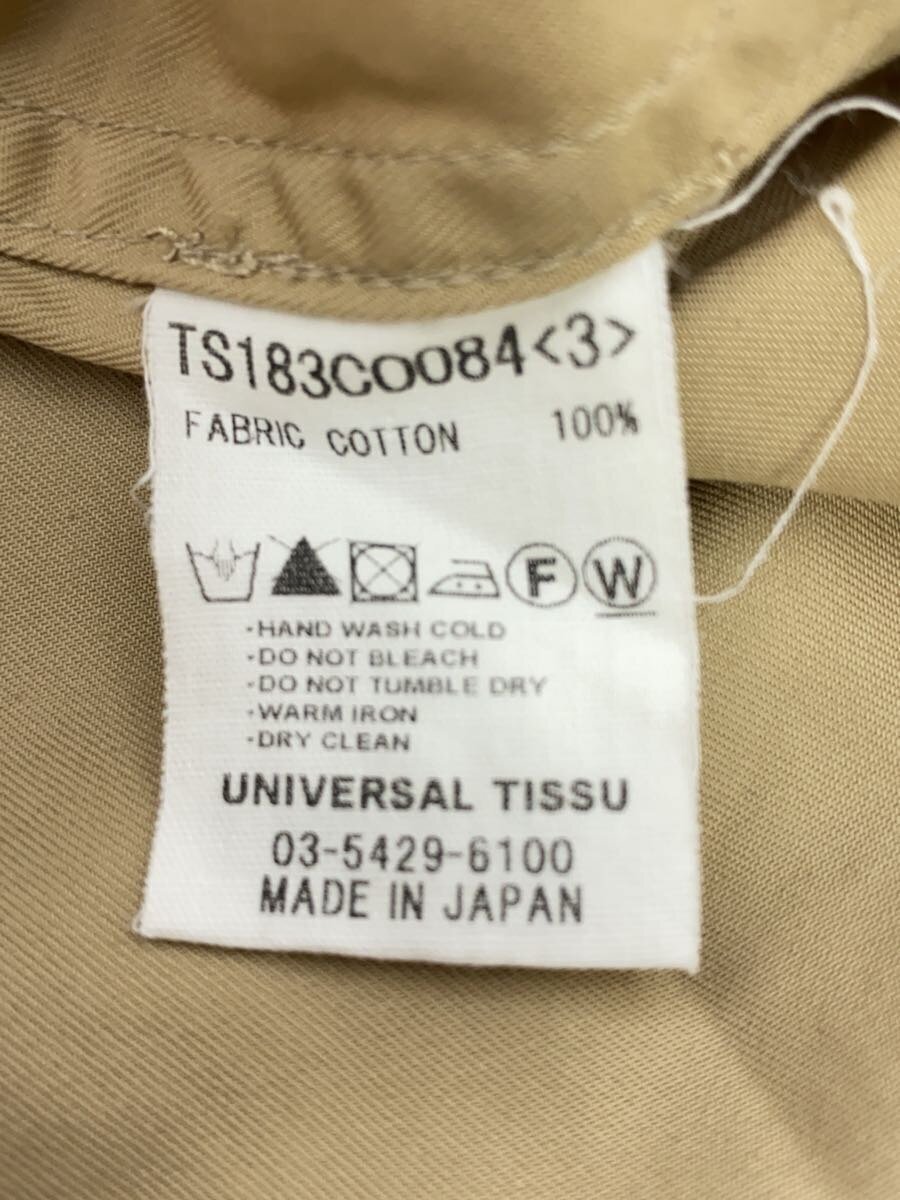 TS183CO084<3>
FABRIC COTTON 100%
F W
·HAND WASH COLD
·DO NOT BLEACH
·DO NOT TUMBLE DRY
·WARM IRON
·DRY CLEAN
UNIVERSAL TISSU
03-5429-6100
MADE IN JAPAN